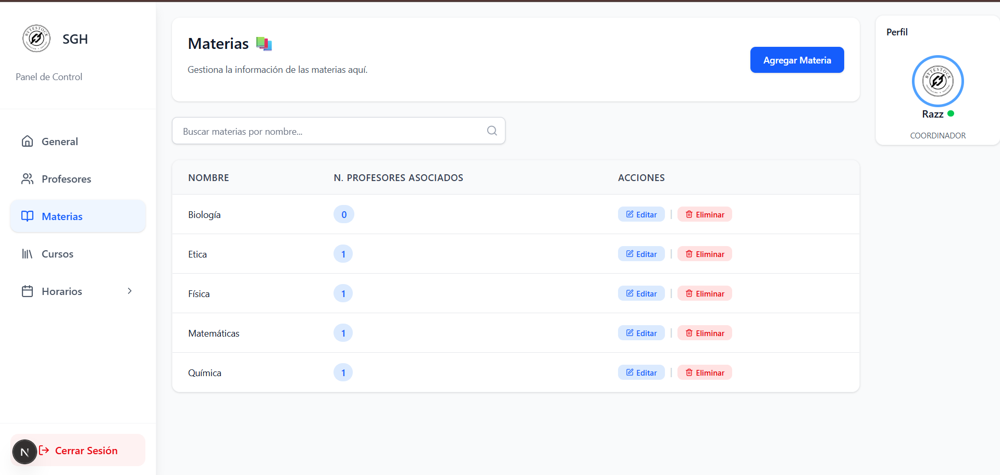 BYTESTOCK
SGH
Panel de Control
General
Profesores
Materias
Cursos
Horarios
N
Cerrar Sesión
Materias
Gestiona la información de las materias aquí.
Agregar Materia
Buscar materias por nombre...
NOMBRE N. PROFESORES ASOCIADOS ACCIONES
Biología 0 Editar | Eliminar
Etica 1 Editar | Eliminar
Física 1 Editar | Eliminar
Matemáticas 1 Editar | Eliminar
Química 1 Editar | Eliminar
Perfil
BYTESTOCK
Razz
COORDINADOR